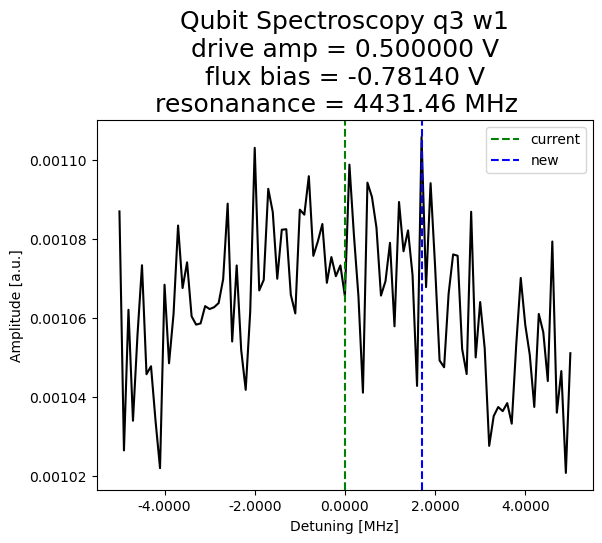 Qubit Spectroscopy q3 w1
drive amp = 0.500000 V
flux bias = -0.78140 V
resonanance = 4431.46 MHz
current
new
0.00110
0.00108
0.00106
0.00104
0.00102
Amplitude [a.u.]
-4.0000 -2.0000 0.0000 2.0000 4.0000
Detuning [MHz]